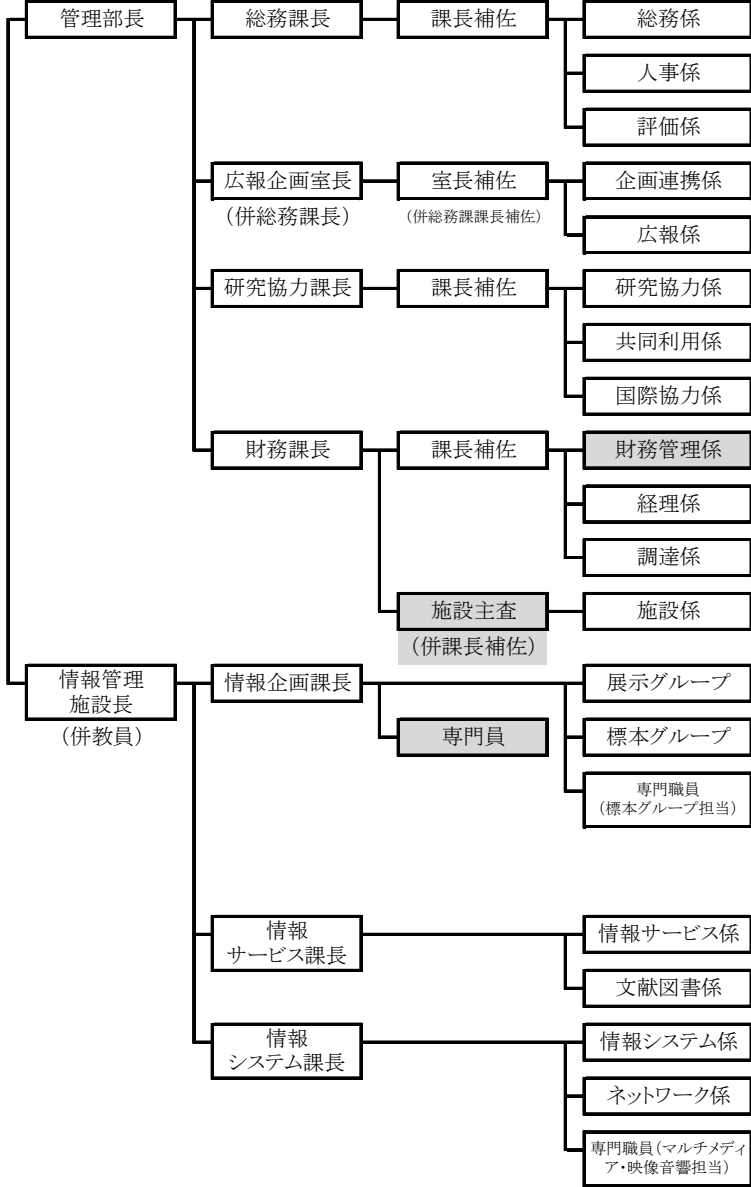 管理部長
総務課長
課長補佐
総務係
人事係
評価係
広報企画室長
(併総務課長)
室長補佐
(併総務課課長補佐)
企画連携係
広報係
研究協力課長
課長補佐
研究協力係
共同利用係
国際協力係
財務課長
課長補佐
財務管理係
経理係
調達係
施設主査
(併課長補佐)
施設係
情報管理
施設長
(併教員)
情報企画課長
展示グループ
専門員
標本グループ
専門職員
(標本グループ担当)
情報
サービス課長
情報サービス係
文献図書係
情報
システム課長
情報システム係
ネットワーク係
専門職員(マルチメディ
ア・映像音響担当)